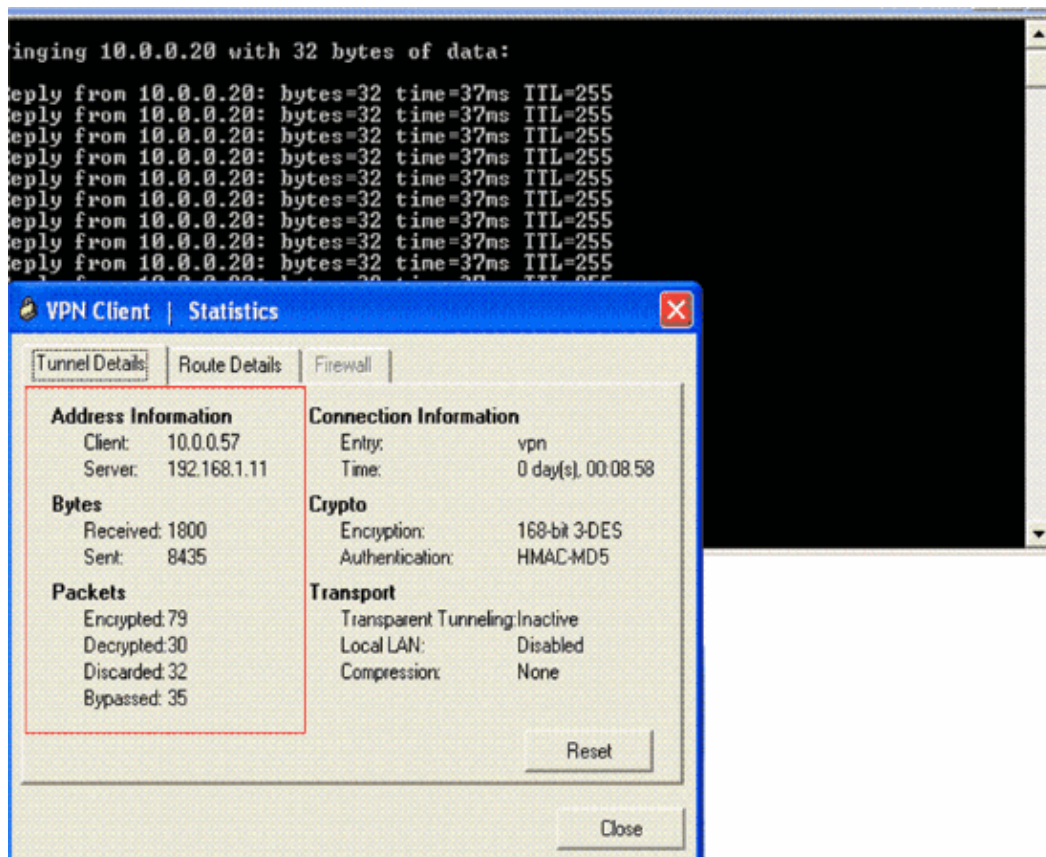 inging 10.0.0.20 with 32 bytes of data:
eply from 10.0.0.20: bytes=32 time=37ms TTL=255
eply from 10.0.0.20: bytes=32 time=37ms TTL=255
eply from 10.0.0.20: bytes=32 time=37ms TTL=255
eply from 10.0.0.20: bytes=32 time=37ms TTL=255
eply from 10.0.0.20: bytes=32 time=37ms TTL=255
eply from 10.0.0.20: bytes=32 time=37ms TTL=255
eply from 10.0.0.20: bytes=32 time=37ms TTL=255
eply from 10.0.0.20: bytes=32 time=37ms TTL=255
eply from 10.0.0.20: bytes=32 time=37ms TTL=255
VPN Client | Statistics
Tunnel Details Route Details Firewall
Address Information
Client: 10.0.0.57
Server: 192.168.1.11
Bytes
Received: 1800
Sent: 8435
Packets
Encrypted: 79
Decrypted: 30
Discarded: 32
Bypassed: 35
Connection Information
Entry: vpn
Time: 0 day(s), 00:08.58
Crypto
Encryption: 168-bit 3-DES
Authentication: HMAC-MD5
Transport
Transparent Tunneling: Inactive
Local LAN: Disabled
Compression: None
Reset
Close